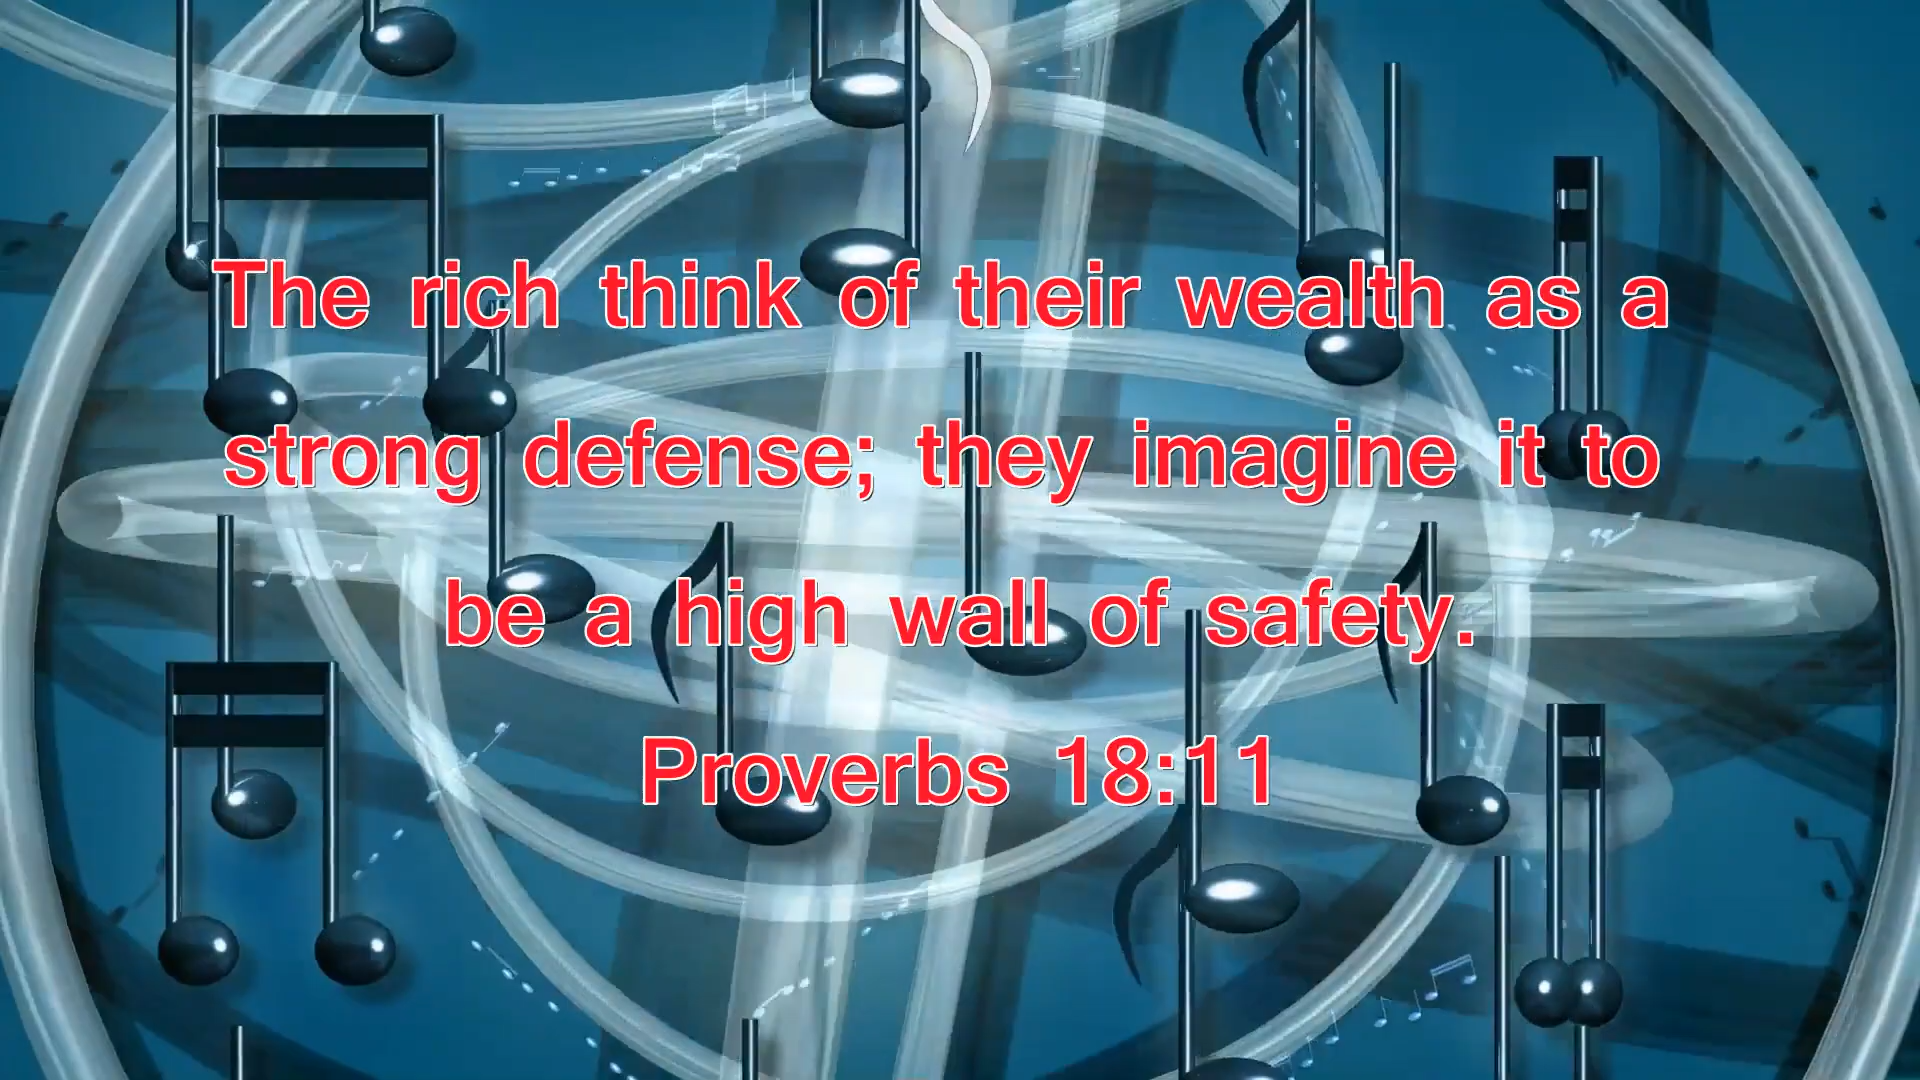 The rich think of their wealth as a
strong defense; they imagine it to
be a high wall of safety.
Proverbs 18:11